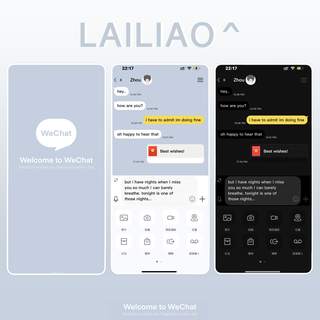 LAILIAO ^
WeChat
Welcome to WeChat
22:17
Zhou
hey..
how are you?
I have to admit im doing fine
oh happy to hear that
Best wishes!
but I have nights when I miss
you so much I can barely
breathe. tonight is one of
those nights...
22:17
Zhou
hey..
how are you?
I have to admit im doing fine
oh happy to hear that
Best wishes!
but I have nights when I miss
you so much I can barely
breathe. tonight is one of
those nights...
Welcome to WeChat